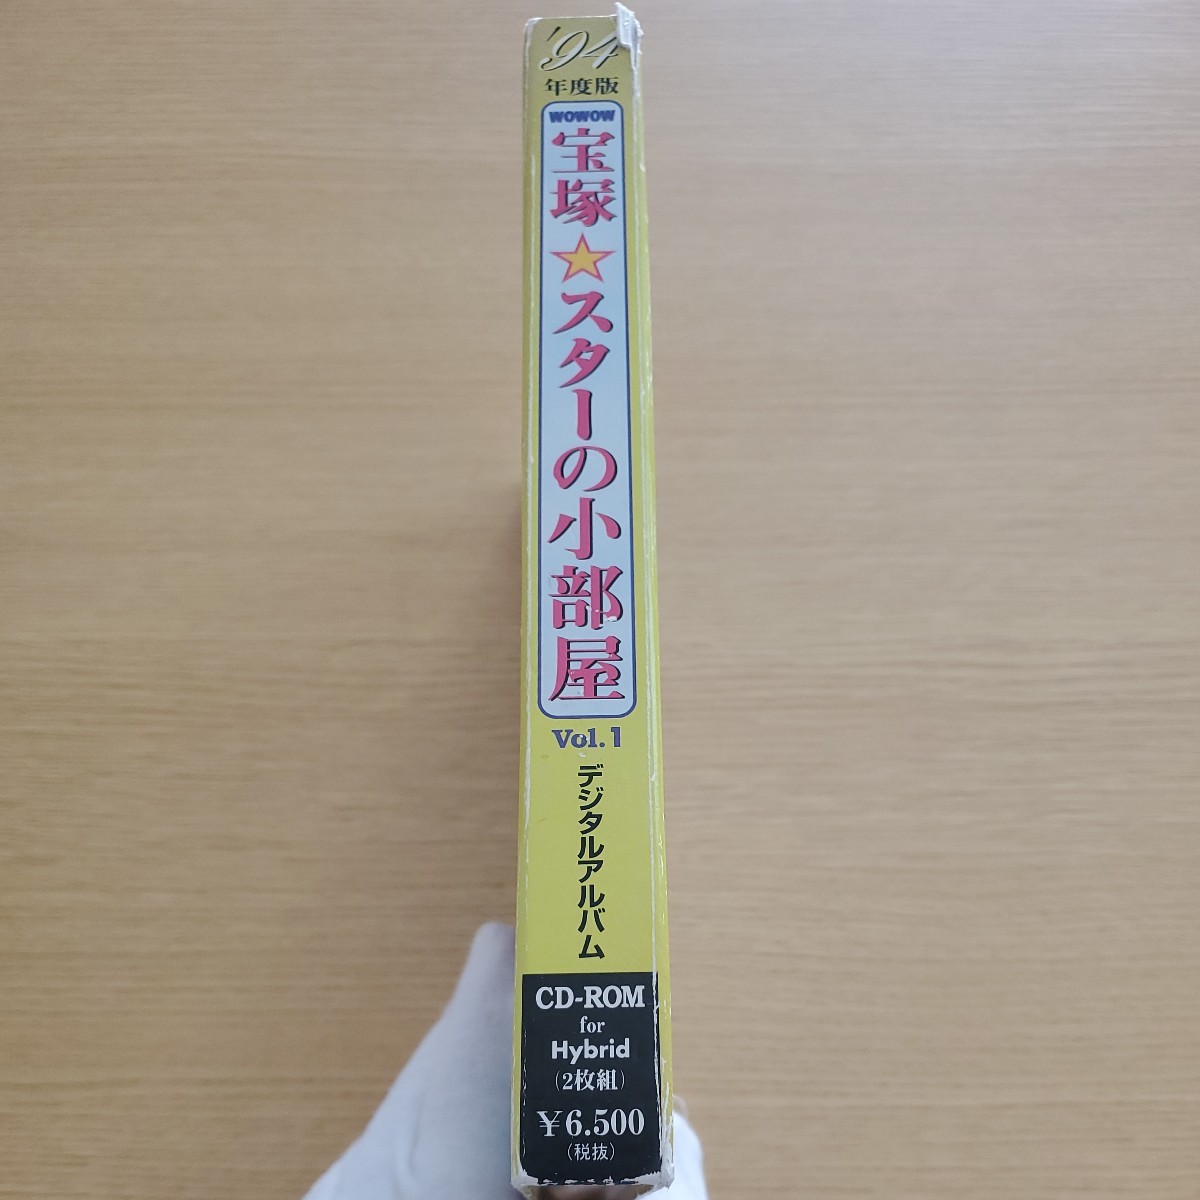 '94
年度版
WOWOW
宝塚☆スターの小部屋
Vol.1
デジタルアルバム
CD-ROM
for
Hybrid
(2枚組)
¥6.500
(税抜)